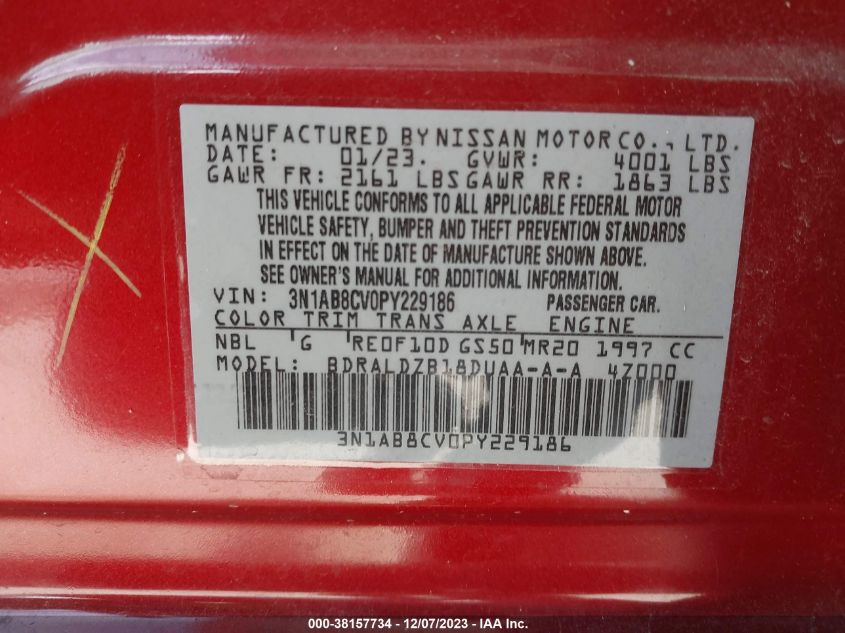 MANUFACTURED BY NISSAN MOTOR CO., LTD.
DATE: 01/23. GVWR: 4001 LBS
GAWR FR: 2161 LBS GAWR RR: 1863 LBS
THIS VEHICLE CONFORMS TO ALL APPLICABLE FEDERAL MOTOR
VEHICLE SAFETY, BUMPER AND THEFT PREVENTION STANDARDS
IN EFFECT ON THE DATE OF MANUFACTURE SHOWN ABOVE.
SEE OWNER'S MANUAL FOR ADDITIONAL INFORMATION.
VIN: 3N1AB8CV0PY229186 PASSENGER CAR.
COLOR TRIM TRANS AXLE ENGINE
NBL G RE0F10D GS50 MR20 1997 CC
MODEL: BDRALDZB18DUAA-A-A 4Z000
3N1AB8CV0PY229186
000-38157734 - 12/07/2023 - IAAI Inc.